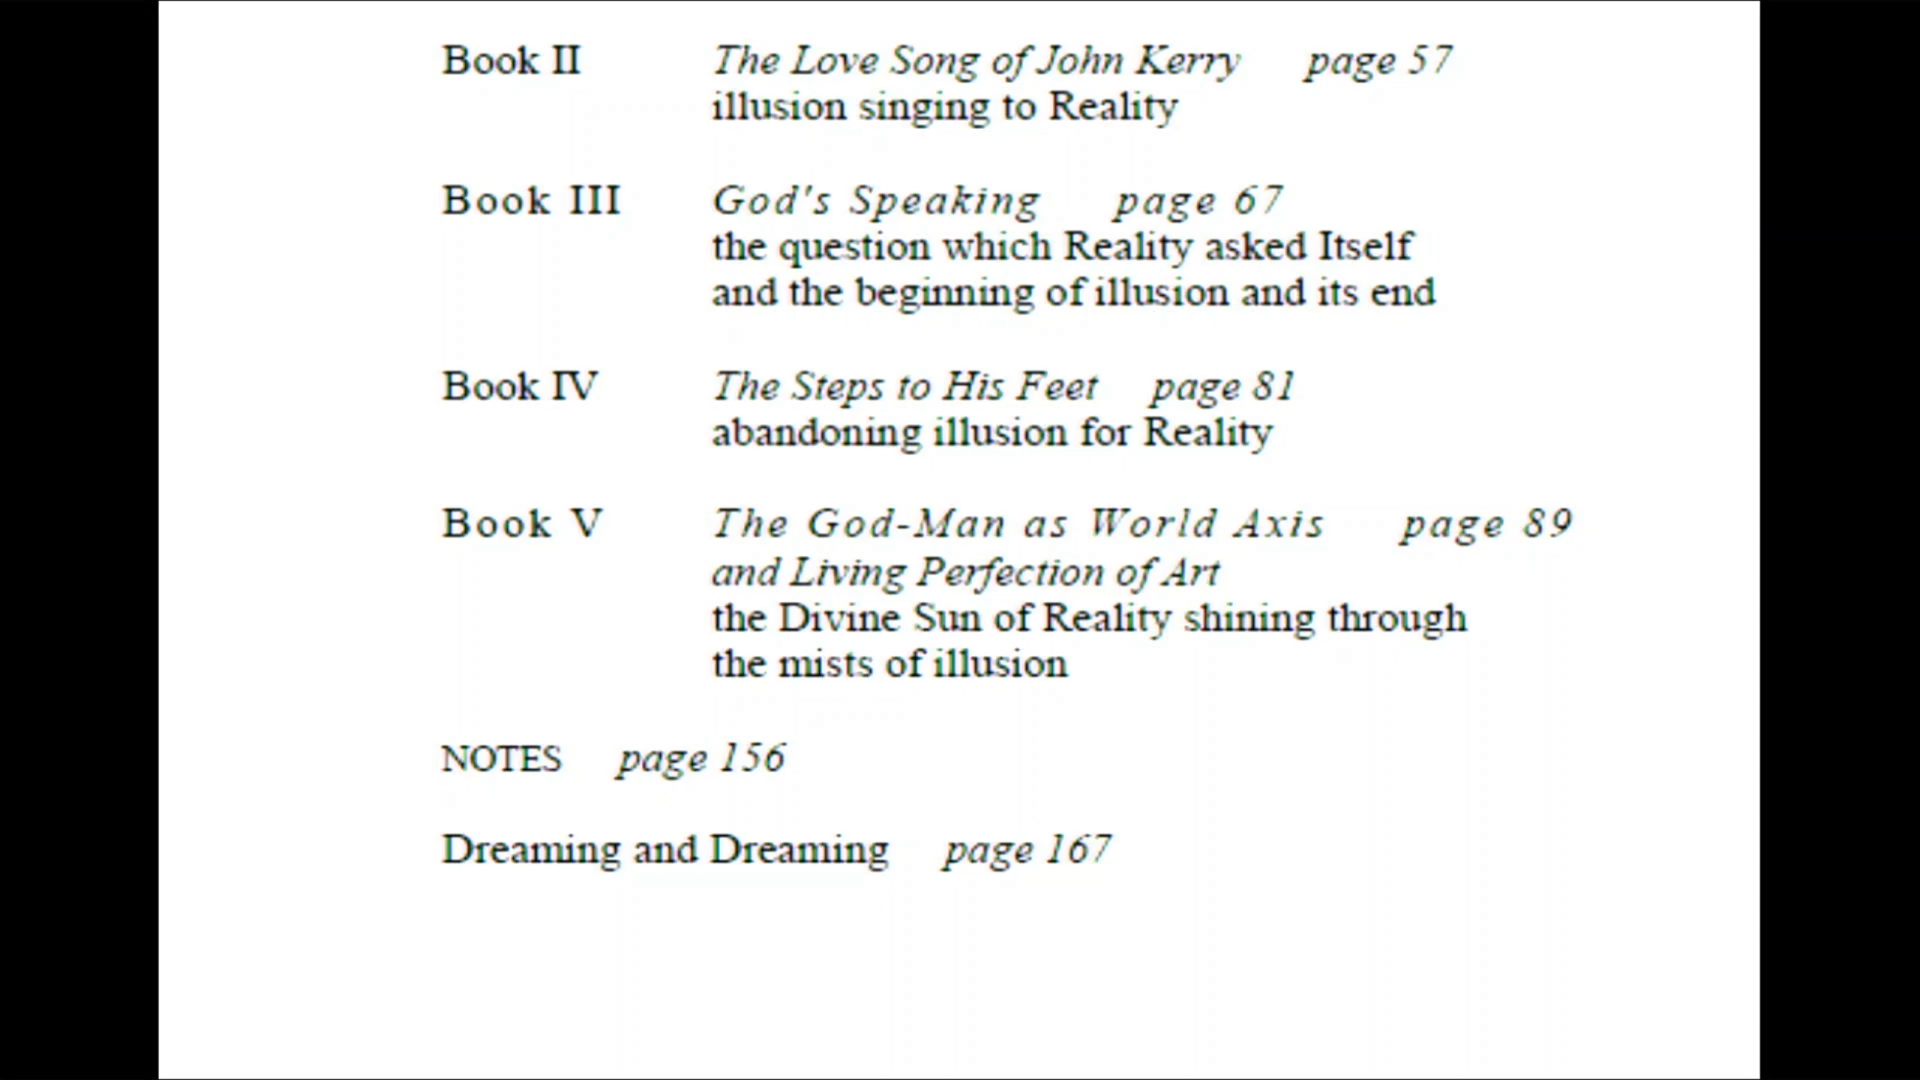 Book II The Love Song of John Kerry page 57
illusion singing to Reality
Book III God's Speaking page 67
the question which Reality asked Itself
and the beginning of illusion and its end
Book IV The Steps to His Feet page 81
abandoning illusion for Reality
Book V The God-Man as World Axis page 89
and Living Perfection of Art
the Divine Sun of Reality shining through
the mists of illusion
NOTES page 156
Dreaming and Dreaming page 167